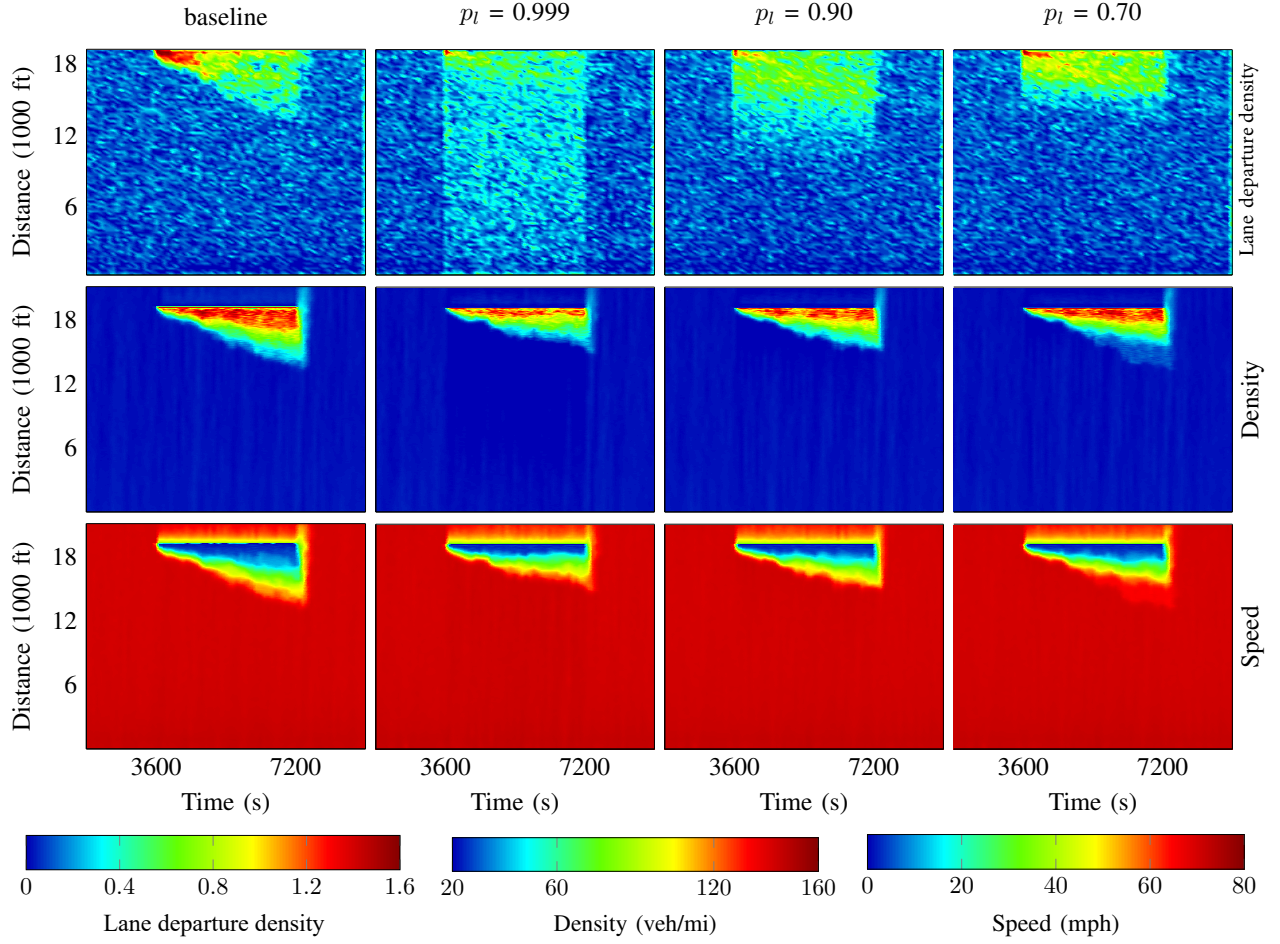 baseline
p_l = 0.999
p_l = 0.90
p_l = 0.70
Distance (1000 ft)
18
12
6
Lane departure density
Distance (1000 ft)
18
12
6
Density
Distance (1000 ft)
18
12
6
Speed
3600 7200
3600 7200
3600 7200
3600 7200
Time (s)
Time (s)
Time (s)
Time (s)
0 0.4 0.8 1.2 1.6
Lane departure density
20 60 120 160
Density (veh/mi)
0 20 40 60 80
Speed (mph)